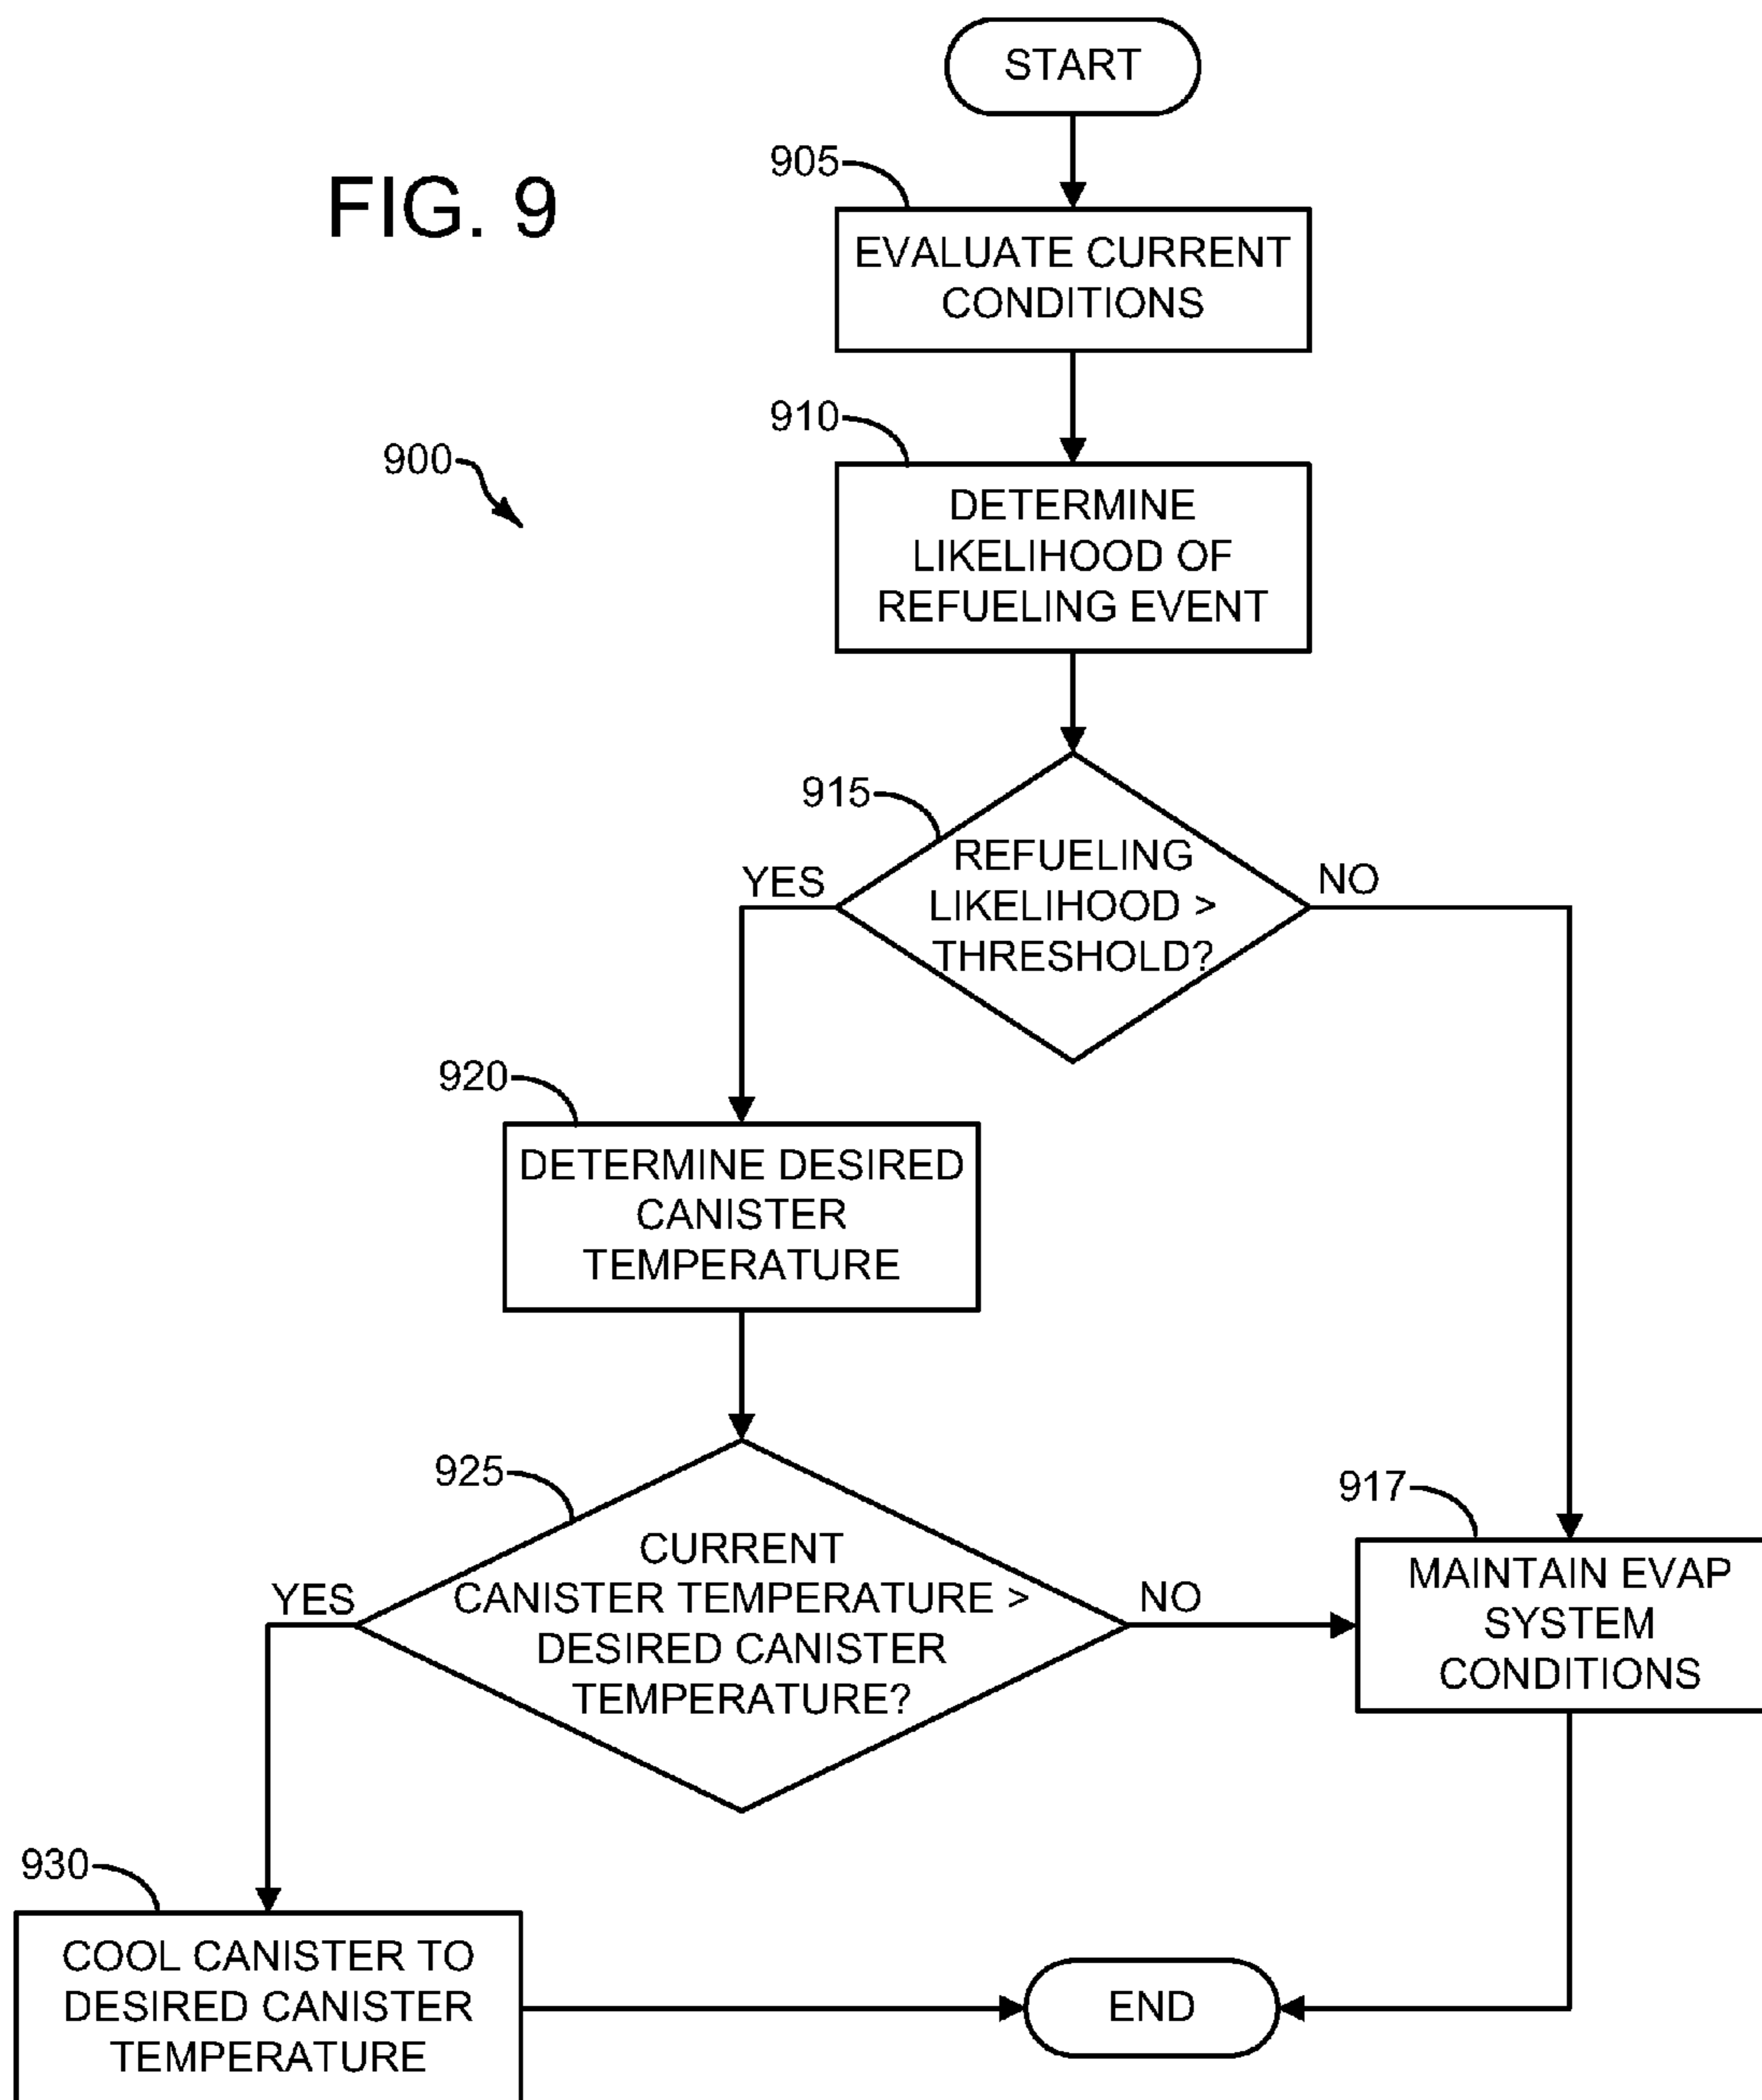 START
905
FIG. 9
EVALUATE CURRENT
CONDITIONS
910
900
DETERMINE
LIKELIHOOD OF
REFUELING EVENT
915
REFUELING
LIKELIHOOD >
THRESHOLD?
YES
NO
920
DETERMINE DESIRED
CANISTER
TEMPERATURE
925
CURRENT
CANISTER TEMPERATURE >
DESIRED CANISTER
TEMPERATURE?
YES
NO
917
MAINTAIN EVAP
SYSTEM
CONDITIONS
930
COOL CANISTER TO
DESIRED CANISTER
TEMPERATURE
END